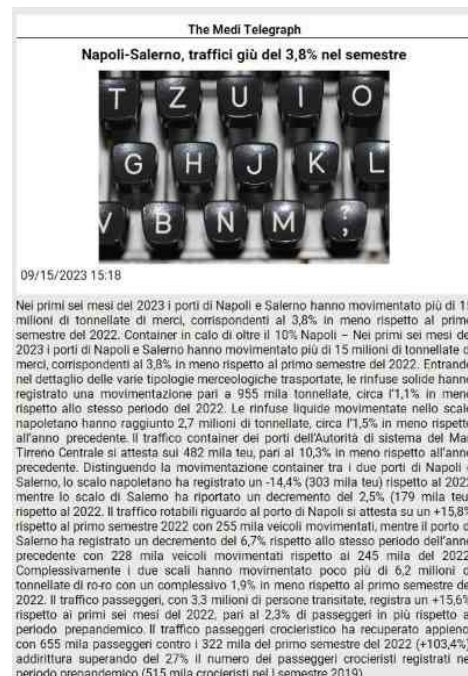 The Medi Telegraph
Napoli-Salerno, traffici giù del 3,8% nel semestre
T Z U I O
G H J K L
V B N M ?
;
09/15/2023 15:18
Nei primi sei mesi del 2023 i porti di Napoli e Salerno hanno movimentato più di 15
milioni di tonnellate di merci, corrispondenti al 3,8% in meno rispetto al primo
semestre del 2022. Container in calo di oltre il 10% Napoli – Nei primi sei mesi del
2023 i porti di Napoli e Salerno hanno movimentato più di 15 milioni di tonnellate di
merci, corrispondenti al 3,8% in meno rispetto al primo semestre del 2022. Entrando
nel dettaglio delle varie tipologie merceologiche trasportate, le rinfuse solide hanno
registrato una movimentazione pari a 955 mila tonnellate, circa l'1,1% in meno
rispetto allo stesso periodo del 2022. Le rinfuse liquide movimentate nello scalo
napoletano hanno raggiunto 2,7 milioni di tonnellate, circa l'1,5% in meno rispetto
all'anno precedente. Il traffico container dei porti dell'Autorità di sistema del Mar
Tirreno Centrale si attesta sui 482 mila teu, pari al 10,3% in meno rispetto all'anno
precedente. Distinguendo la movimentazione container tra i due porti di Napoli e
Salerno, lo scalo napoletano ha registrato un -14,4% (303 mila teu) rispetto al 2022
mentre lo scalo di Salerno ha riportato un decremento del 2,5% (179 mila teu)
rispetto al 2022. Il traffico rotabili riguardo al porto di Napoli si attesta su un +15,8%
rispetto al primo semestre 2022 con 255 mila veicoli movimentati, mentre il porto di
Salerno ha registrato un decremento del 6,7% rispetto allo stesso periodo dell'anno
precedente con 228 mila veicoli movimentati rispetto ai 245 mila del 2022.
Complessivamente i due scali hanno movimentato poco più di 6,2 milioni di
tonnellate di ro-ro con un complessivo 1,9% in meno rispetto al primo semestre del
2022. Il traffico passeggeri, con 3,3 milioni di persone transitate, registra un +15,6%
rispetto ai primi sei mesi del 2022, pari al 2,3% di passeggeri in più rispetto al
periodo prepandemico. Il traffico passeggeri crocieristico ha recuperato appieno
con 655 mila passeggeri contro i 322 mila del primo semestre del 2022 (+103,4%),
addirittura superando del 27% il numero dei passeggeri crocieristi registrati nel
periodo prepandemico (515 mila crocieristi nel I semestre 2019)